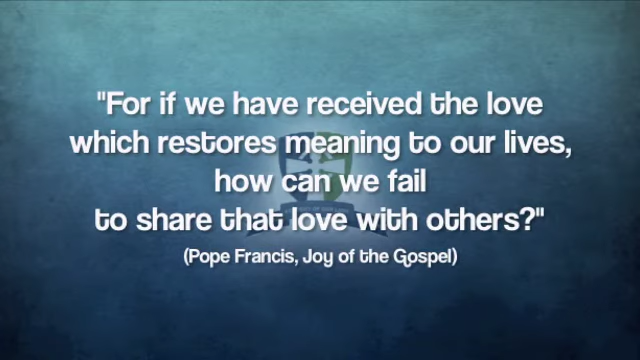 "For if we have received the love
which restores meaning to our lives,
how can we fail
to share that love with others?"
(Pope Francis, Joy of the Gospel)